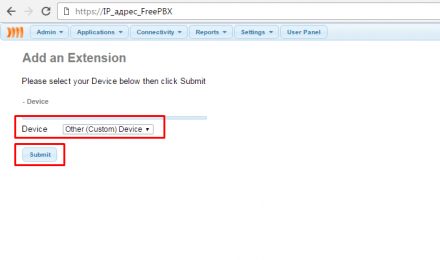 https://IP_адрес_FreePBX
Admin Applications Connectivity Reports Settings User Panel
Add an Extension
Please select your Device below then click Submit
- Device
Device Other (Custom) Device
Submit